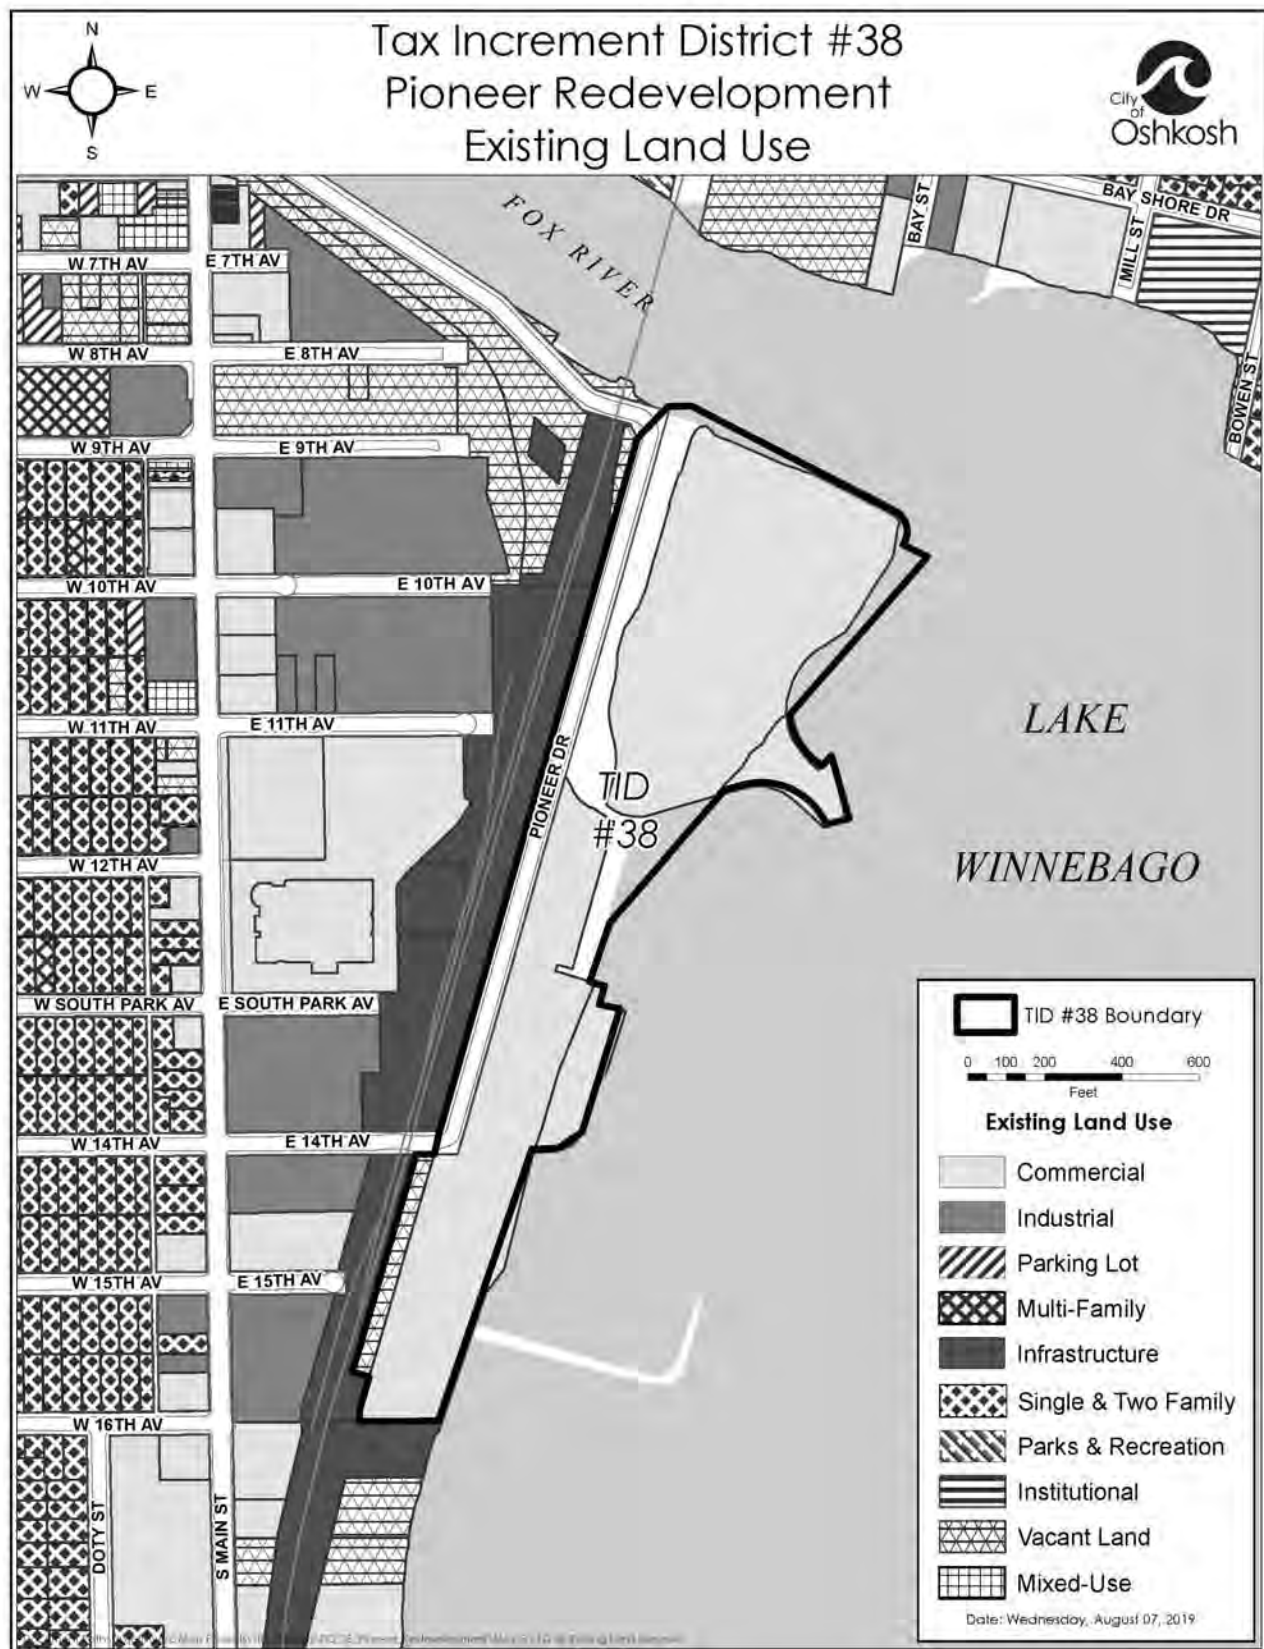 Tax Increment District #38
Pioneer Redevelopment
Existing Land Use
N
W
E
S
City
of
Oshkosh
FOX RIVER
BAY ST
BAY SHORE DR
MILL ST
BOWEN ST
W 7TH AV
E 7TH AV
W 8TH AV
E 8TH AV
W 9TH AV
E 9TH AV
W 10TH AV
E 10TH AV
W 11TH AV
E 11TH AV
PIONEER DR
TID
#38
LAKE
WINNEBAGO
W 12TH AV
W SOUTH PARK AV
E SOUTH PARK AV
W 14TH AV
E 14TH AV
W 15TH AV
E 15TH AV
W 16TH AV
DOTY ST
S MAIN ST
TID #38 Boundary
0 100 200 400 600
Feet
Existing Land Use
Commercial
Industrial
Parking Lot
Multi-Family
Infrastructure
Single & Two Family
Parks & Recreation
Institutional
Vacant Land
Mixed-Use
Date: Wednesday, August 07, 2019